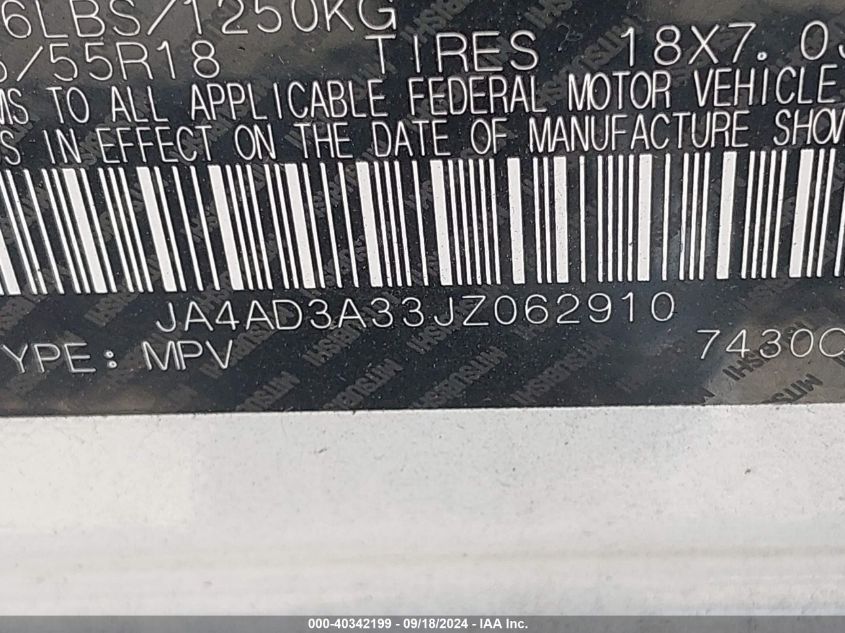 6LBS/1250KG
/55R18 TIRES 18X7.0J
MS TO ALL APPLICABLE FEDERAL MOTOR VEHICLE
S IN EFFECT ON THE DATE OF MANUFACTURE SHOW
JA4AD3A33JZ062910
YPE: MPV 7430C
000-40342199 - 09/18/2024 - IAA Inc.